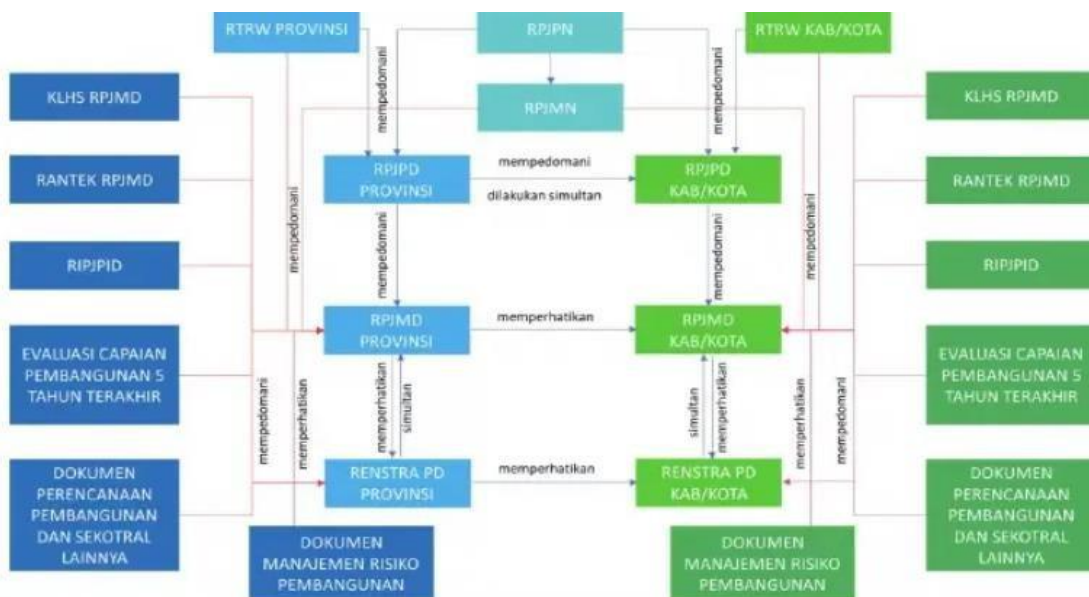 RTRW PROVINSI
RPJPN
RTRW KAB/KOTA
KLHS RPJMD
mempedomani
mempedomani
KLHS RPJMD
RPJMN
RANTEK RPJMD
RPJPD
PROVINSI
mempedomani
dilakukan simultan
RPJPD
KAB/KOTA
RANTEK RPJMD
mempedomani
mempedomani
mempedomani
mempedomani
RIPJPID
RIPJPID
RPJMD
PROVINSI
memperhatikan
RPJMD
KAB/KOTA
EVALUASI CAPAIAN
PEMBANGUNAN 5
TAHUN TERAKHIR
mempedomani
memperhatikan
memperhatikan
simultan
simultan
memperhatikan
memperhatikan
mempedomani
EVALUASI CAPAIAN
PEMBANGUNAN 5
TAHUN TERAKHIR
RENSTRA PD
PROVINSI
memperhatikan
RENSTRA PD
KAB/KOTA
DOKUMEN
PERENCANAAN
PEMBANGUNAN
DAN SEKOTRAL
LAINNYA
DOKUMEN
MANAJEMEN RISIKO
PEMBANGUNAN
DOKUMEN
MANAJEMEN RISIKO
PEMBANGUNAN
DOKUMEN
PERENCANAAN
PEMBANGUNAN
DAN SEKOTRAL
LAINNYA